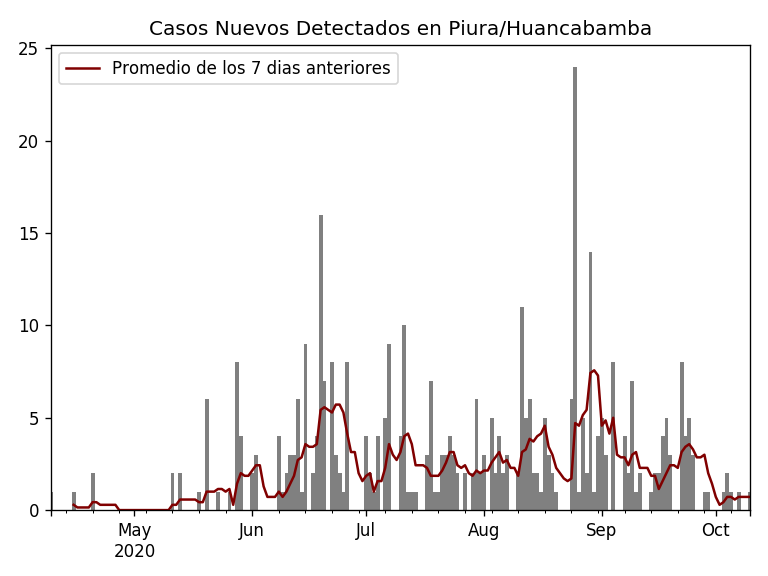 Casos Nuevos Detectados en Piura/Huancabamba
Promedio de los 7 dias anteriores
25
20
15
10
5
0
May Jun Jul Aug Sep Oct
2020